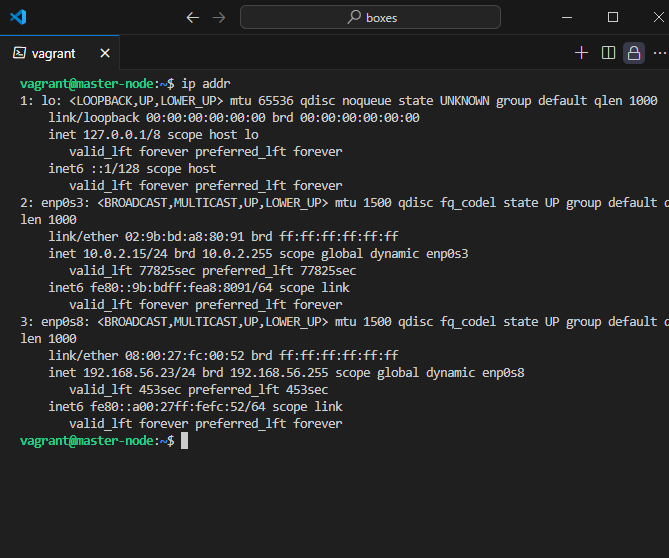 boxes
vagrant
vagrant@master-node:~$ ip addr
1: lo: <LOOPBACK,UP,LOWER_UP> mtu 65536 qdisc noqueue state UNKNOWN group default qlen 1000
link/loopback 00:00:00:00:00:00 brd 00:00:00:00:00:00
inet 127.0.0.1/8 scope host lo
valid_lft forever preferred_lft forever
inet6 ::1/128 scope host
valid_lft forever preferred_lft forever
2: enp0s3: <BROADCAST,MULTICAST,UP,LOWER_UP> mtu 1500 qdisc fq_codel state UP group default q
len 1000
link/ether 02:9b:bd:a8:80:91 brd ff:ff:ff:ff:ff:ff
inet 10.0.2.15/24 brd 10.0.2.255 scope global dynamic enp0s3
valid_lft 77825sec preferred_lft 77825sec
inet6 fe80::9b:bdff:fea8:8091/64 scope link
valid_lft forever preferred_lft forever
3: enp0s8: <BROADCAST,MULTICAST,UP,LOWER_UP> mtu 1500 qdisc fq_codel state UP group default q
len 1000
link/ether 08:00:27:fc:00:52 brd ff:ff:ff:ff:ff:ff
inet 192.168.56.23/24 brd 192.168.56.255 scope global dynamic enp0s8
valid_lft 453sec preferred_lft 453sec
inet6 fe80::a00:27ff:fefc:52/64 scope link
valid_lft forever preferred_lft forever
vagrant@master-node:~$